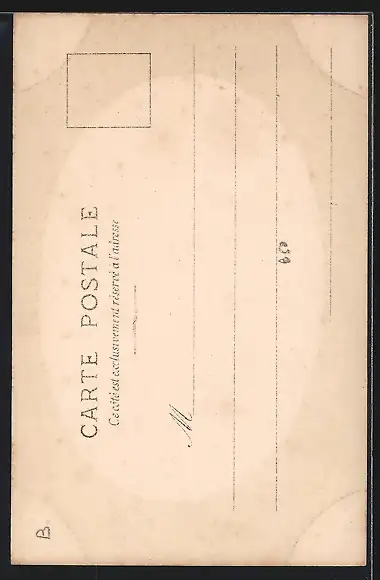 CARTE POSTALE
Ce côté est exclusivement réservé à l'adresse
M
B